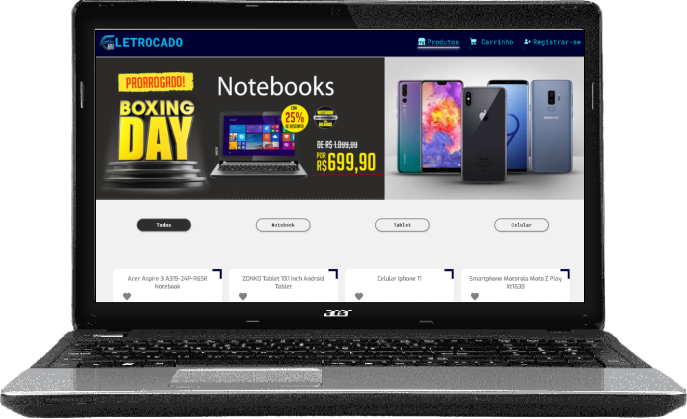 LETROCADO
Produtos
Carrinho
Registrar-se
PRORROGADO!
BOXING
DAY
Notebooks
COM
25%
DE DESCONTO
DE R$ 1.099,00
POR
R$699,90
Todos
Notebook
Tablet
Celular
Acer Aspire 3 A315-24P-R6SK
Notebook
ZONKO Tablet 10.1 inch Android
Tablet
Celular Iphone 11
Smartphone Motorola Moto Z Play
Xt1635
acer